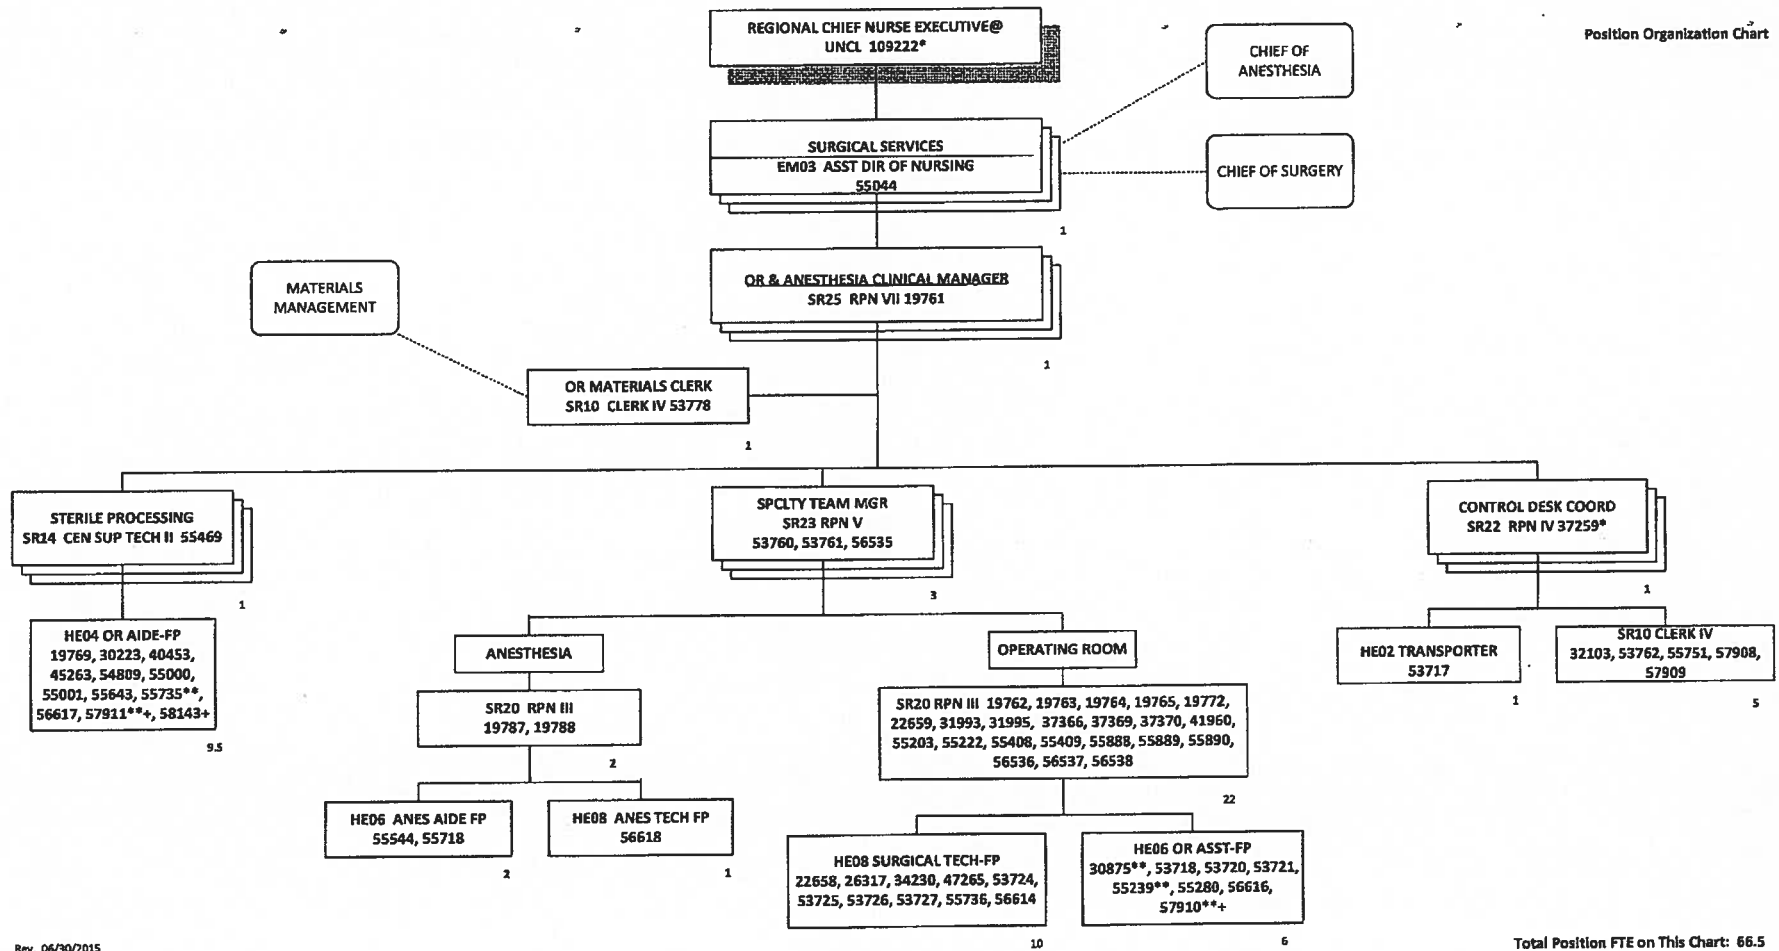 Position Organization Chart
REGIONAL CHIEF NURSE EXECUTIVE@
UNCL 109222*
CHIEF OF
ANESTHESIA
SURGICAL SERVICES
EM03 ASST DIR OF NURSING
55044
1
CHIEF OF SURGERY
OR & ANESTHESIA CLINICAL MANAGER
SR25 RPN VII 19761
1
MATERIALS
MANAGEMENT
OR MATERIALS CLERK
SR10 CLERK IV 53778
1
STERILE PROCESSING
SR14 CEN SUP TECH II 55469
1
HE04 OR AIDE-FP
19769, 30223, 40453,
45263, 54809, 55000,
55001, 55643, 55735**,
56617, 57911**+, 58143+
9.5
SPCLTY TEAM MGR
SR23 RPN V
53760, 53761, 56535
3
ANESTHESIA
SR20 RPN III
19787, 19788
2
HE06 ANES AIDE FP
55544, 55718
2
HE08 ANES TECH FP
56618
1
OPERATING ROOM
SR20 RPN III 19762, 19763, 19764, 19765, 19772,
22659, 31993, 31995, 37366, 37369, 37370, 41960,
55203, 55222, 55408, 55409, 55888, 55889, 55890,
56536, 56537, 56538
22
HE08 SURGICAL TECH-FP
22658, 26317, 34230, 47265, 53724,
53725, 53726, 53727, 55736, 56614
10
HE06 OR ASST-FP
30875**, 53718, 53720, 53721,
55239**, 55280, 56616,
57910**+
6
CONTROL DESK COORD
SR22 RPN IV 37259*
1
HE02 TRANSPORTER
53717
1
SR10 CLERK IV
32103, 53762, 55751, 57908,
57909
5
Rev. 06/30/2015
Total Position FTE on This Chart: 66.5